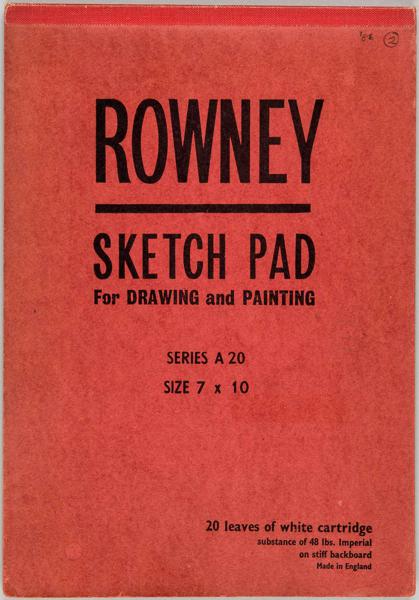 ②
ROWNEY
SKETCH PAD
For DRAWING and PAINTING
SERIES A 20
SIZE 7 x 10
20 leaves of white cartridge
substance of 48 lbs. Imperial
on stiff backboard
Made in England